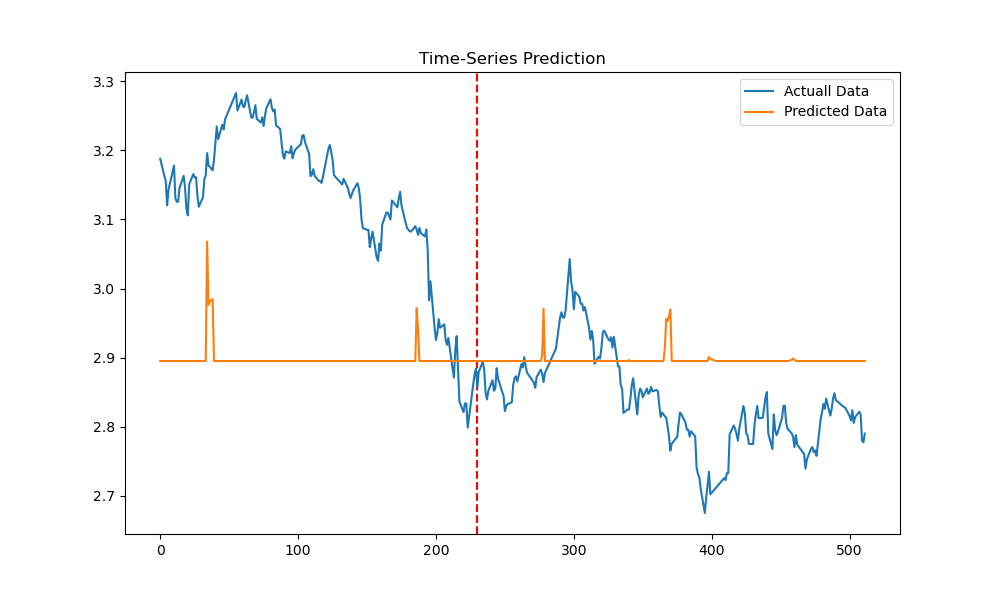 Time-Series Prediction
Actuall Data
Predicted Data
3.3
3.2
3.1
3.0
2.9
2.8
2.7
0 100 200 300 400 500